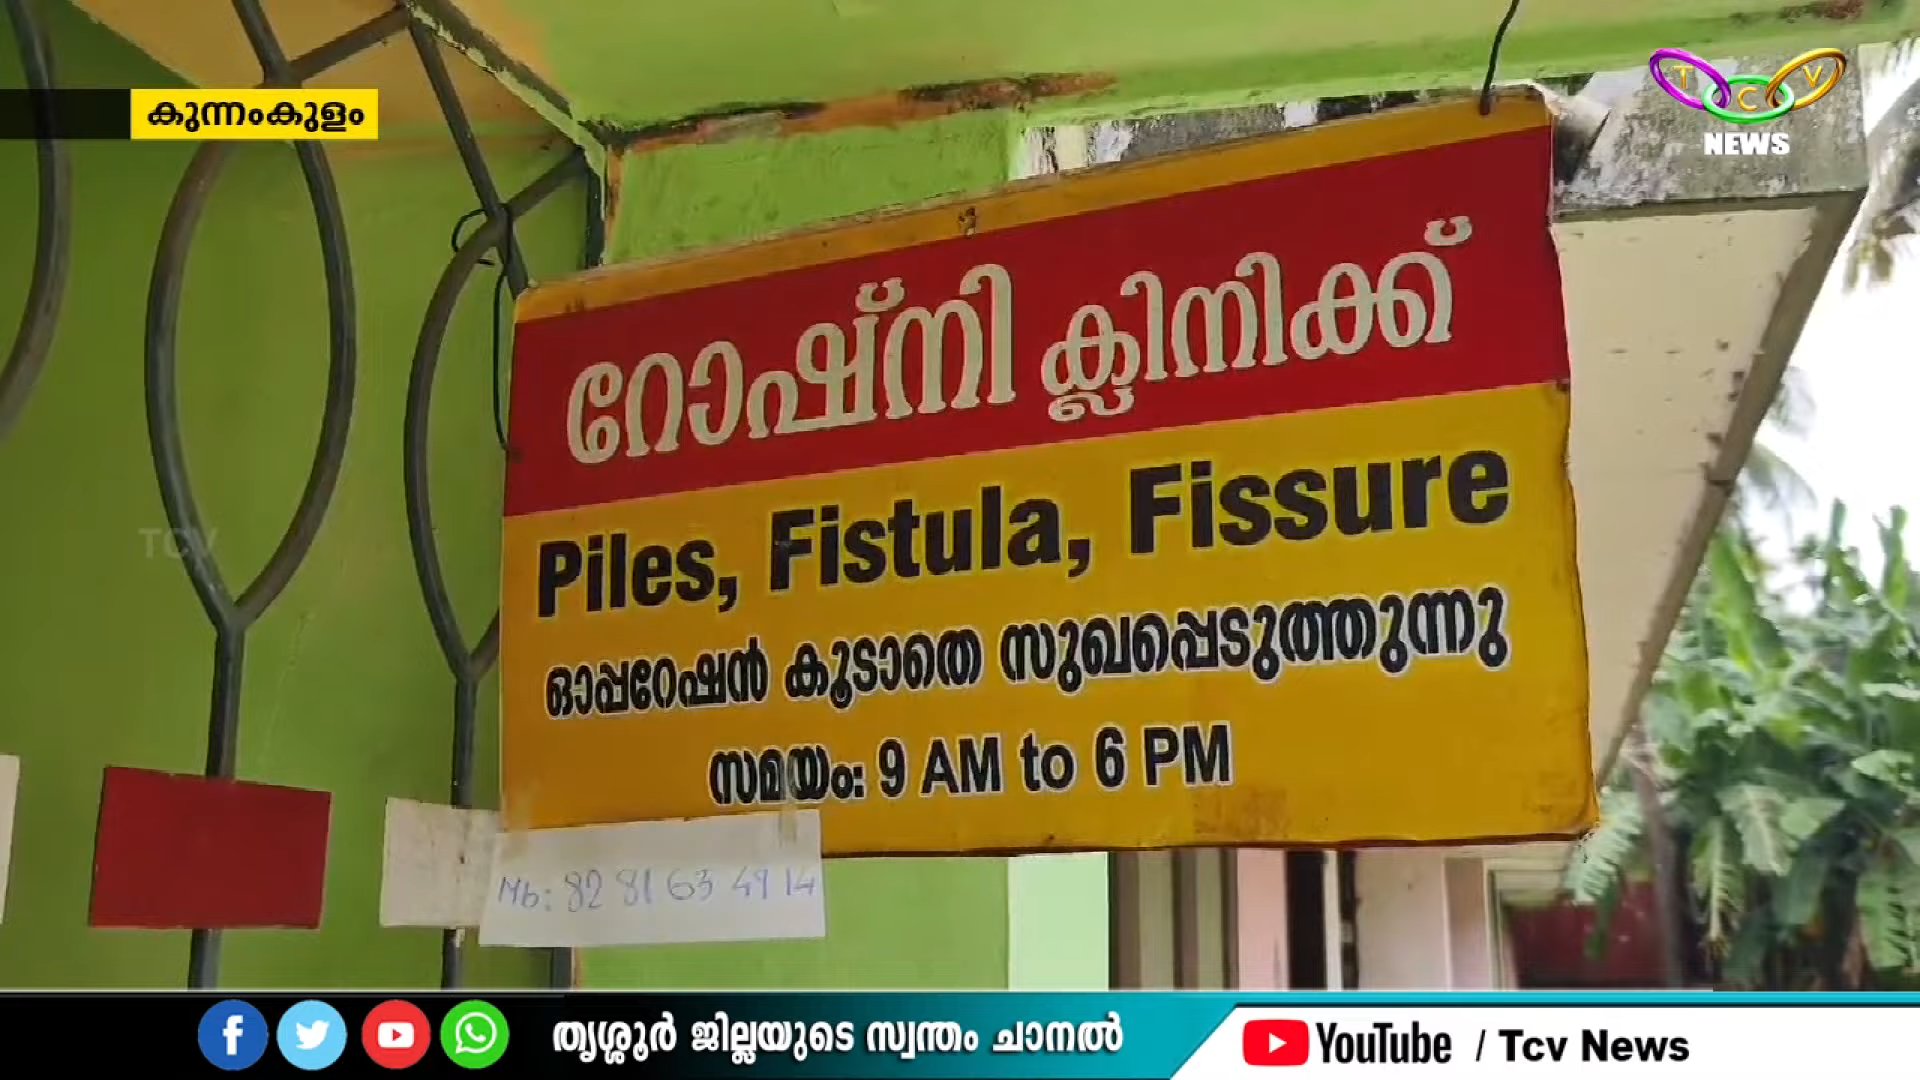 കുന്നംകുളം
T C V
NEWS
റോഷ്നി ക്ലിനിക്ക്
Piles, Fistula, Fissure
ഓപ്പറേഷൻ കൂടാതെ സുഖപ്പെടുത്തുന്നു
സമയം: 9 AM to 6 PM
TCV
Mb: 82 81 63 49 14
തൃശ്ശൂർ ജില്ലയുടെ സ്വന്തം ചാനൽ
YouTube / Tcv News